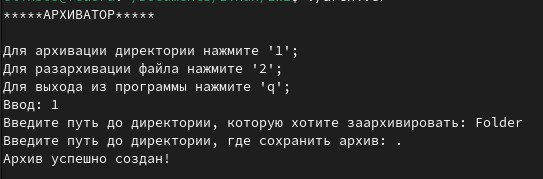 *****АРХИВАТОР*****
Для архивации директории нажмите '1';
Для разархивации файла нажмите '2';
Для выхода из программы нажмите 'q';
Ввод: 1
Введите путь до директории, которую хотите заархивировать: Folder
Введите путь до директории, где сохранить архив: .
Архив успешно создан!